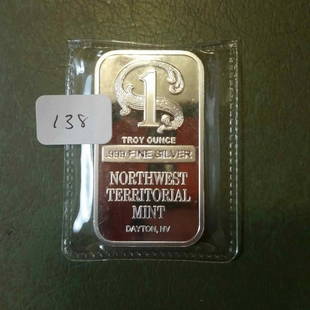 1
TROY OUNCE
.999 FINE SILVER
NORTHWEST
TERRITORIAL
MINT
DAYTON, NV
138